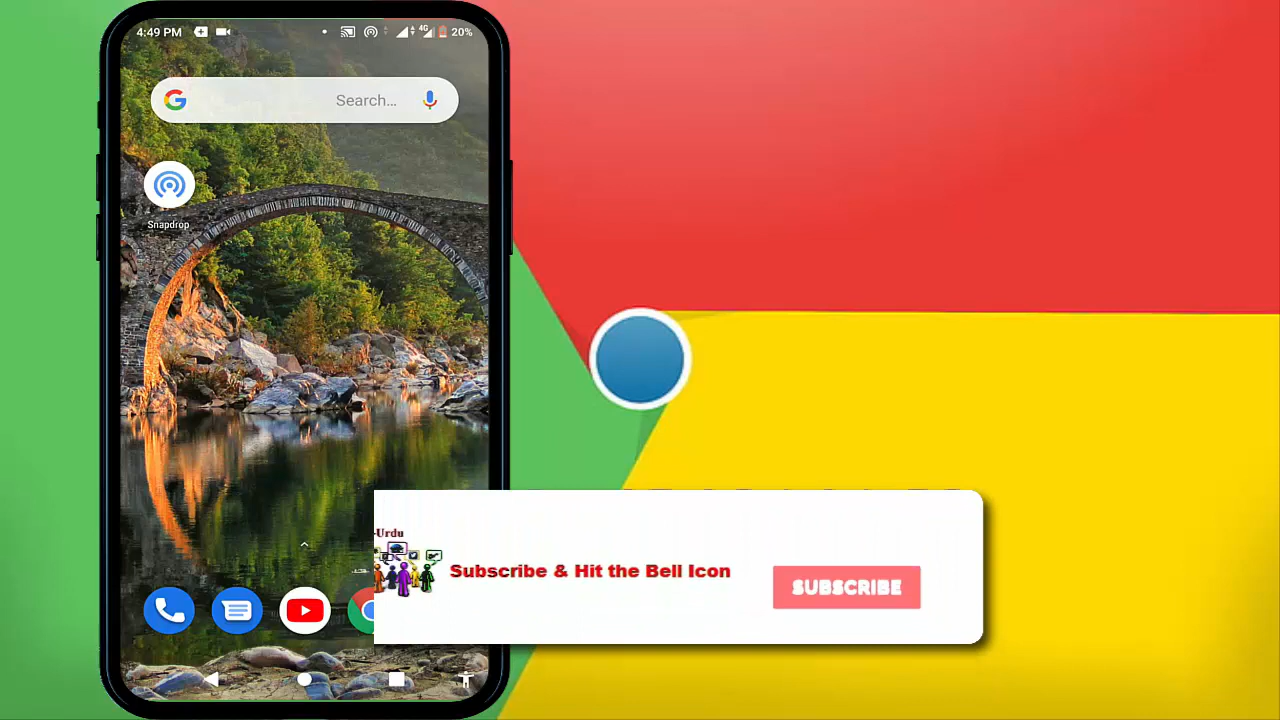 4:49 PM
4G
20%
Search...
Snapdrop
-Urdu
Subscribe & Hit the Bell Icon
SUBSCRIBE